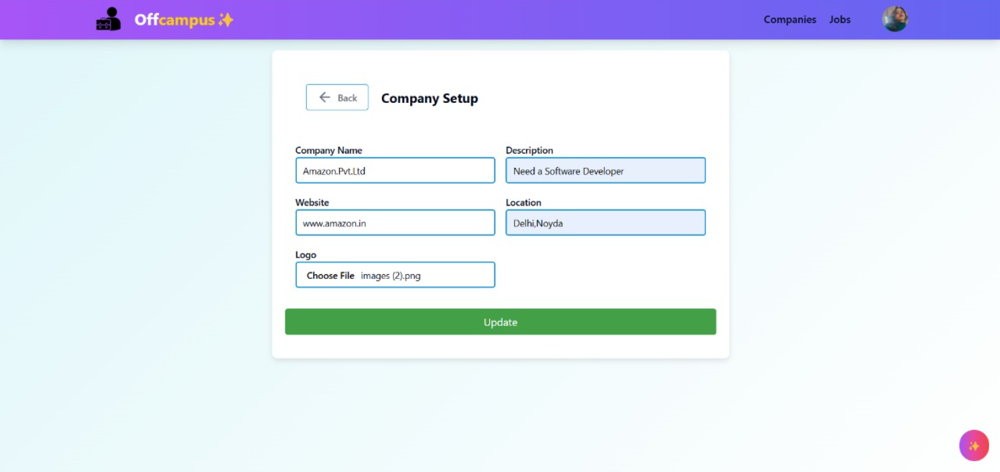 Offcampus✨ Companies Jobs
Back Company Setup
Company Name Description
Amazon.Pvt.Ltd Need a Software Developer
Website Location
www.amazon.in Delhi,Noyda
Logo
Choose File images (2).png
Update